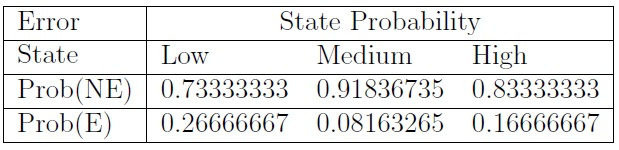 Error State Probability
State Low Medium High
Prob(NE) 0.73333333 0.91836735 0.83333333
Prob(E) 0.26666667 0.08163265 0.16666667